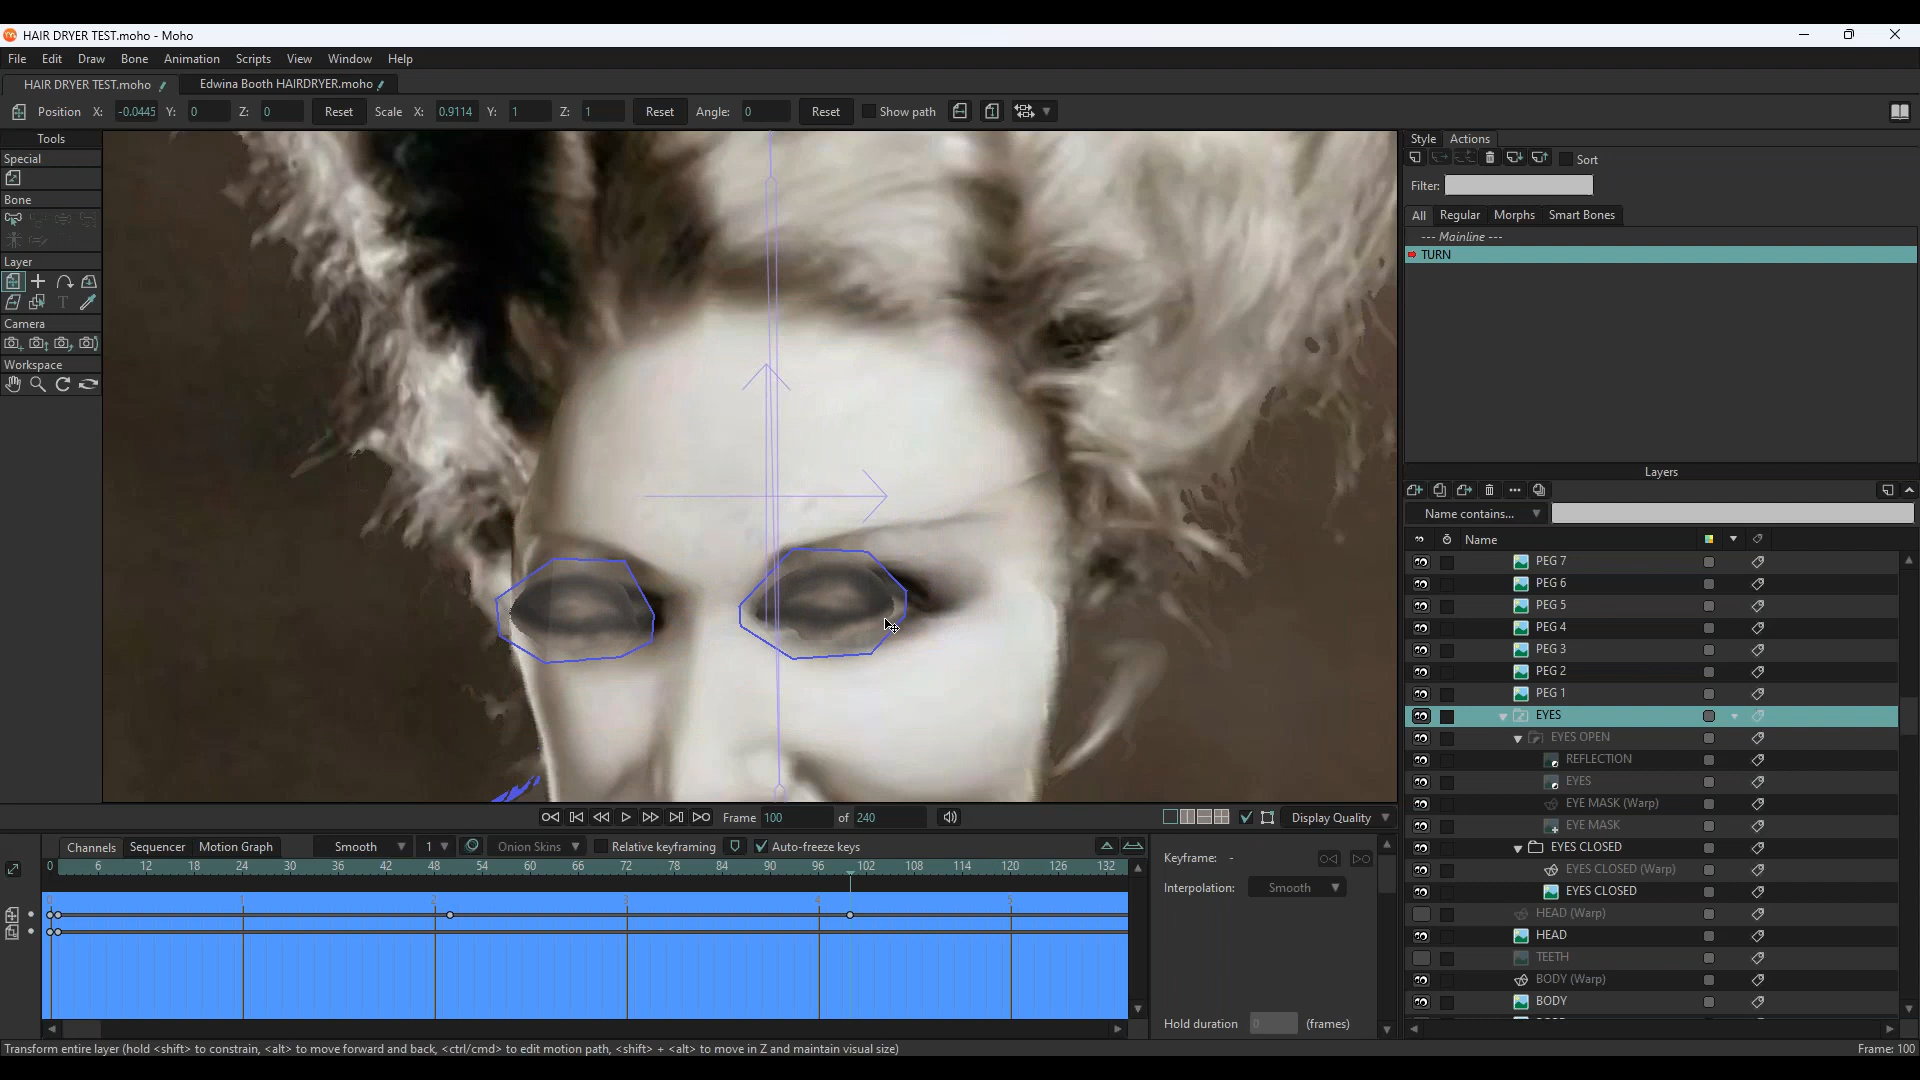 HAIR DRYER TEST.moho - Moho
File Edit Draw Bone Animation Scripts View Window Help
HAIR DRYER TEST.moho Edwina Booth HAIRDRYER.moho
Position X: -0.0445 Y: 0 Z: 0 Reset Scale X: 0.9114 Y: 1 Z: 1 Reset Angle: 0 Reset Show path
Tools
Special
Bone
Layer
Camera
Workspace
Style Actions
Sort
Filter:
All Regular Morphs Smart Bones
--- Mainline ---
TURN
Layers
Name contains...
Name
PEG 7
PEG 6
PEG 5
PEG 4
PEG 3
PEG 2
PEG 1
EYES
EYES OPEN
REFLECTION
EYES
EYE MASK (Warp)
EYE MASK
EYES CLOSED
EYES CLOSED (Warp)
EYES CLOSED
HEAD (Warp)
HEAD
TEETH
BODY (Warp)
BODY
Frame 100 of 240 Display Quality
Channels Sequencer Motion Graph Smooth 1 Onion Skins Relative keyframing Auto-freeze keys
0 6 12 18 24 30 36 42 48 54 60 66 72 78 84 90 96 102 108 114 120 126 132
0 1 2 3 4 5
Keyframe: -
Interpolation: Smooth
Hold duration 0 (frames)
Transform entire layer (hold <shift> to constrain, <alt> to move forward and back, <ctrl/cmd> to edit motion path, <shift> + <alt> to move in Z and maintain visual size)
Frame: 100